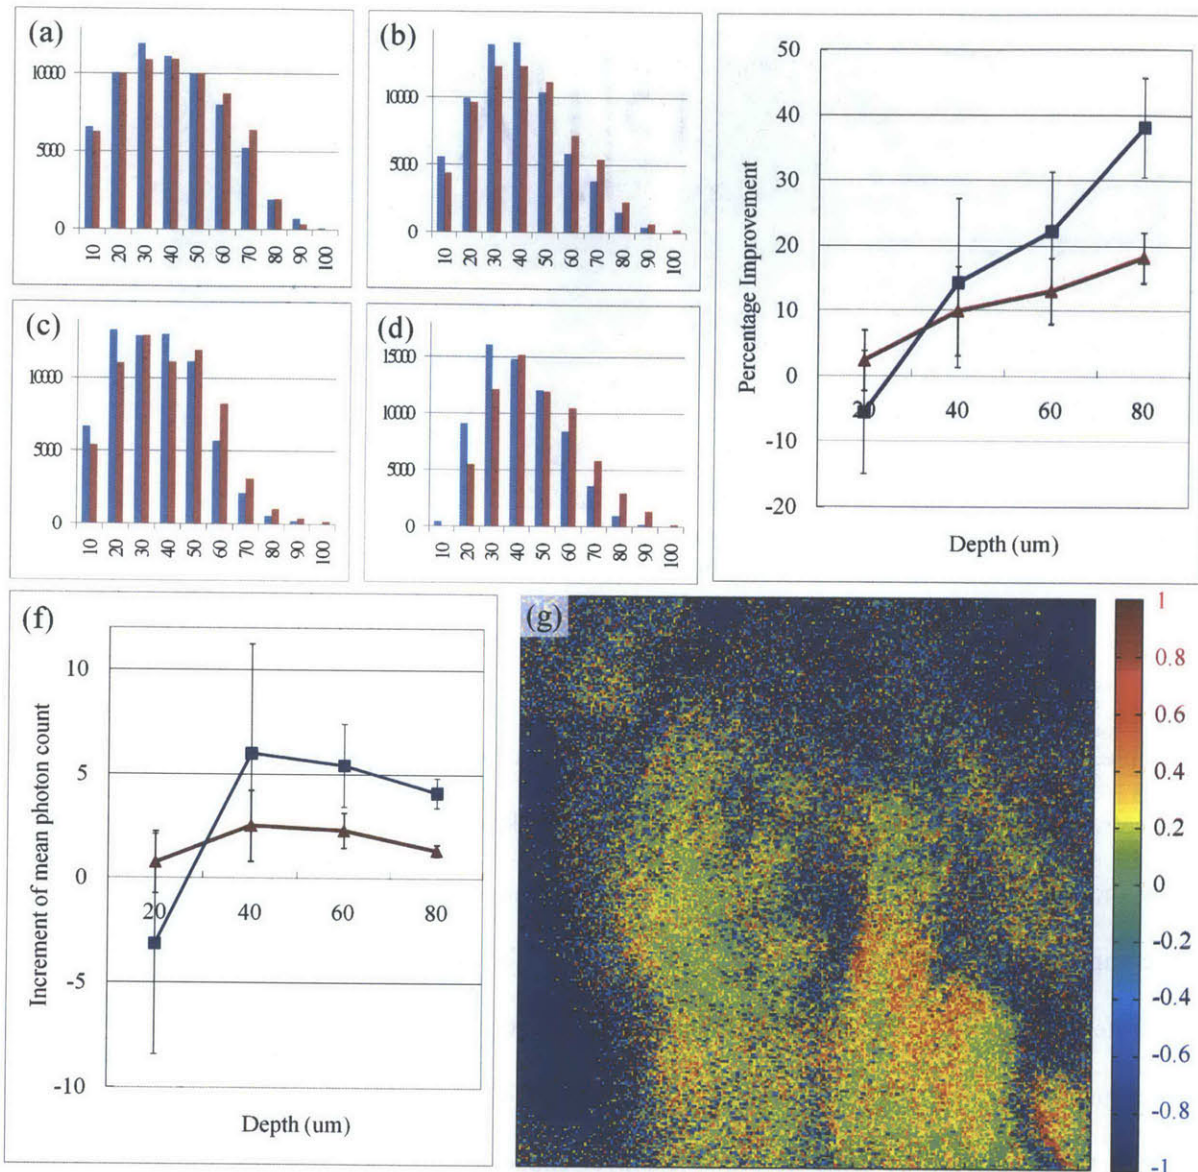 (a)
10000
5000
0
10 20 30 40 50 60 70 80 90 100
(b)
10000
5000
0
10 20 30 40 50 60 70 80 90 100
(c)
10000
5000
0
10 20 30 40 50 60 70 80 90 100
(d)
15000
10000
5000
0
10 20 30 40 50 60 70 80 90 100
Percentage Improvement
50
40
30
20
10
0
-10
-20
20 40 60 80
Depth (um)
(f)
Increment of mean photon count
10
5
0
-5
-10
20 40 60 80
Depth (um)
(g)
1
0.8
0.6
0.4
0.2
0
-0.2
-0.4
-0.6
-0.8
-1